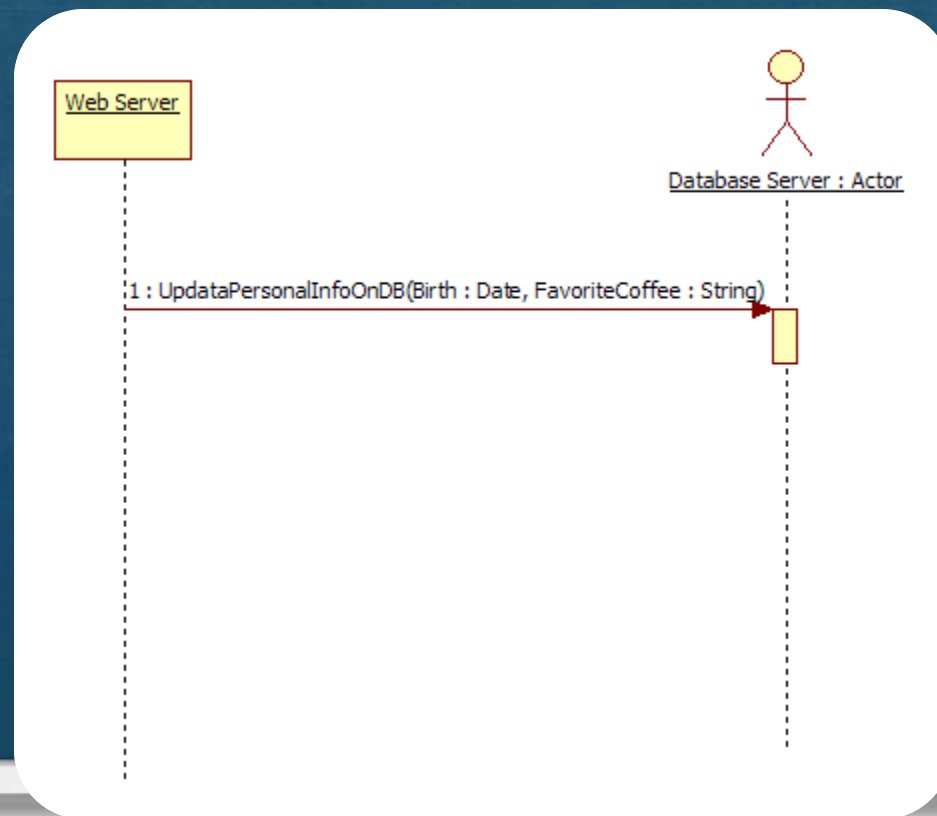 Web Server
Database Server : Actor
1 : UpdataPersonalInfoOnDB(Birth : Date, FavoriteCoffee : String)